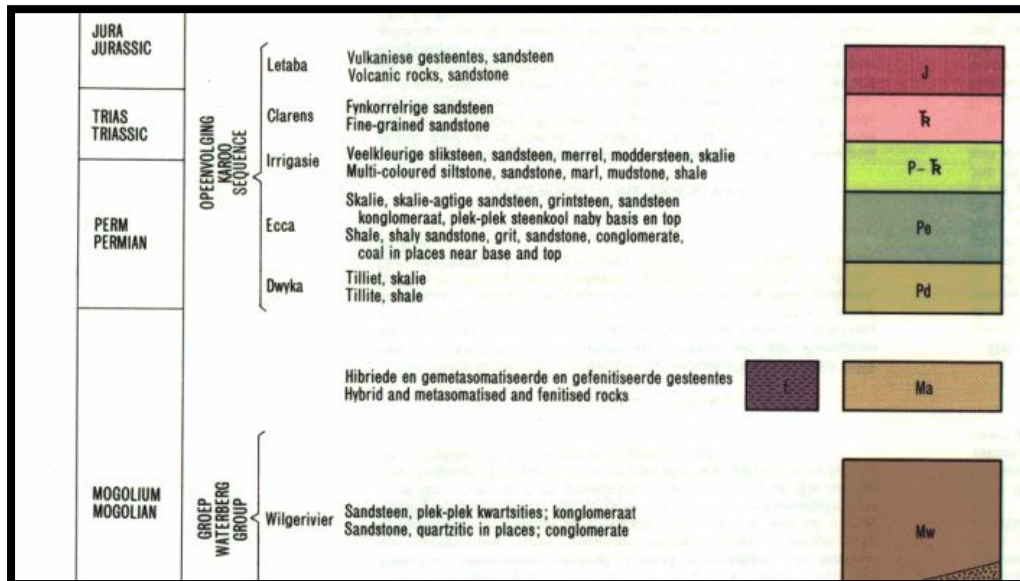 JURA
JURASSIC
TRIAS
TRIASSIC
PERM
PERMIAN
MOGOLIUM
MOGOLIAN
OPEENVOLGING
KAROO
SEQUENCE
GROEP
WATERBERG
GROUP
Letaba
Vulkaniese gesteentes, sandsteen
Volcanic rocks, sandstone
J
Clarens
Fynkorrelrige sandsteen
Fine-grained sandstone
TR
Irrigasie
Veelkleurige sliksteen, sandsteen, merrel, moddersteen, skalie
Multi-coloured siltstone, sandstone, marl, mudstone, shale
P–TR
Ecca
Skalie, skalie-agtige sandsteen, grintsteen, sandsteen
konglomeraat, plek-plek steenkool naby basis en top
Shale, shaly sandstone, grit, sandstone, conglomerate,
coal in places near base and top
Pe
Dwyka
Tilliet, skalie
Tillite, shale
Pd
Hibriede en gemetasomatiseerde en gefenitiseerde gesteentes
Hybrid and metasomatised and fenitised rocks
Ma
Wilgerivier
Sandsteen, plek-plek kwartsities; konglomeraat
Sandstone, quartzitic in places; conglomerate
Mw